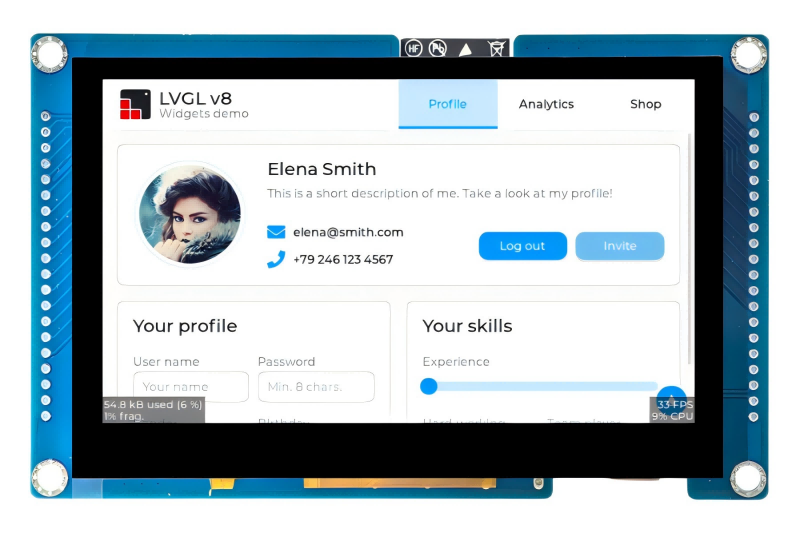 HF Pb
LVGL v8
Widgets demo
Profile Analytics Shop
Elena Smith
This is a short description of me. Take a look at my profile!
elena@smith.com
+79 246 123 4567
Log out Invite
Your profile
Your skills
User name Password
Experience
Your name Min. 8 chars.
54.8 kB used (6 %)
1% frag.
33 FPS
9% CPU
Birthday
Hard-working Team player